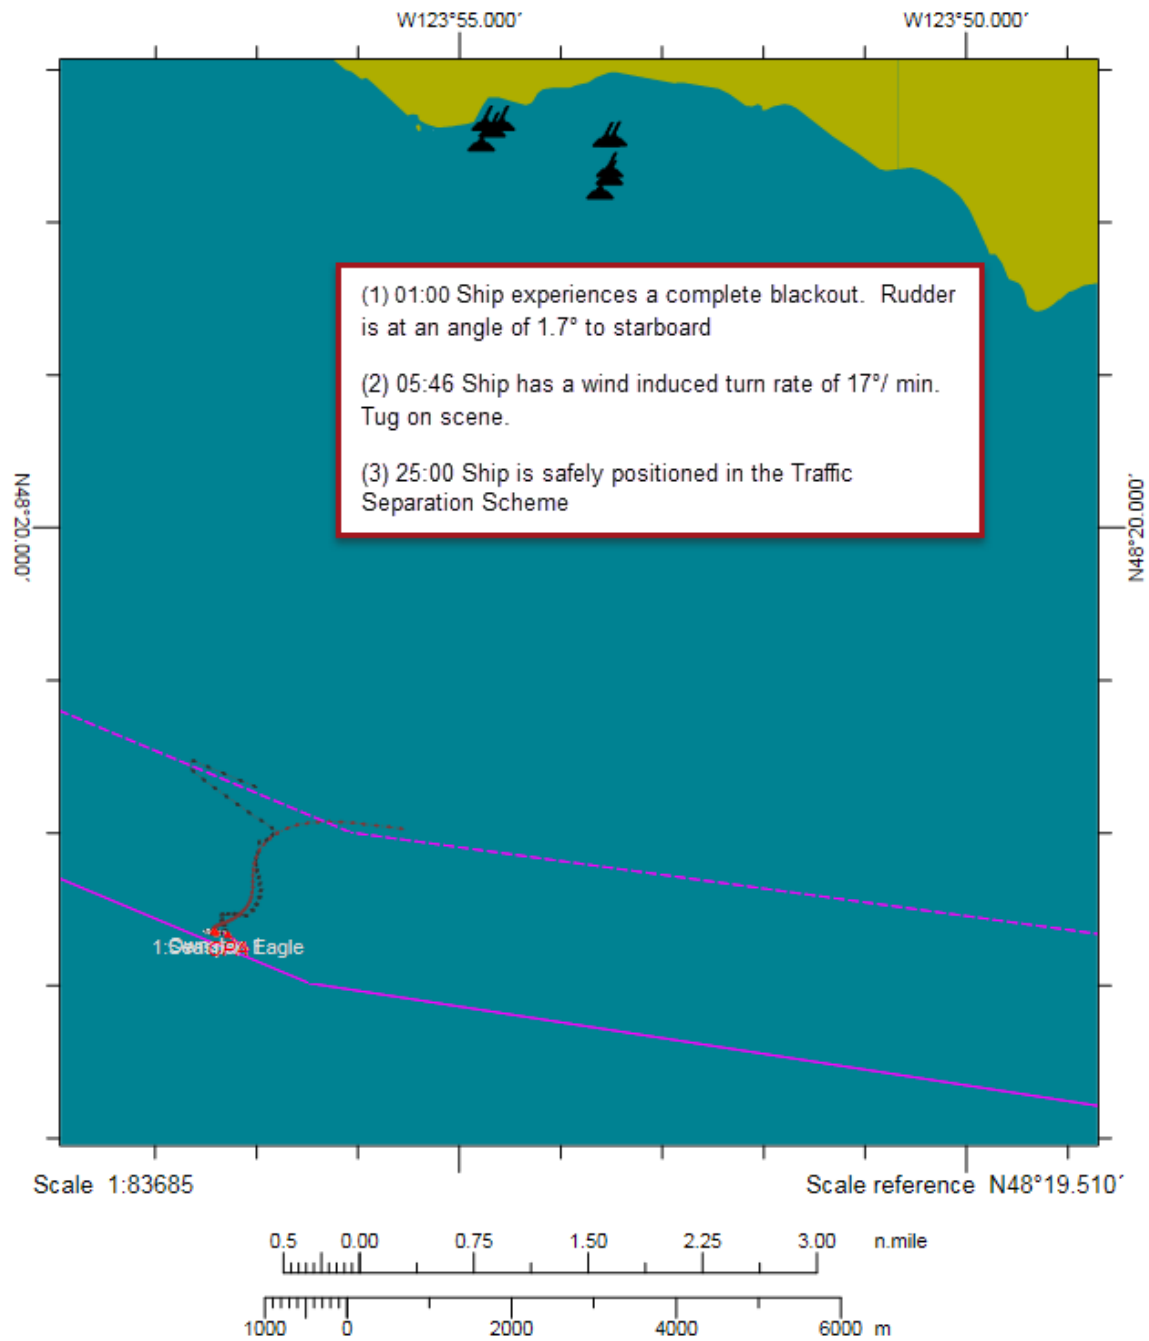 W123°55.000´ W123°50.000´
(1) 01:00 Ship experiences a complete blackout. Rudder
is at an angle of 1.7° to starboard
(2) 05:46 Ship has a wind induced turn rate of 17°/ min.
Tug on scene.
(3) 25:00 Ship is safely positioned in the Traffic
Separation Scheme
N48°20.000´ N48°20.000´
Eagle
Scale 1:83685 Scale reference N48°19.510´
0.5 0.00 0.75 1.50 2.25 3.00 n.mile
1000 0 2000 4000 6000 m